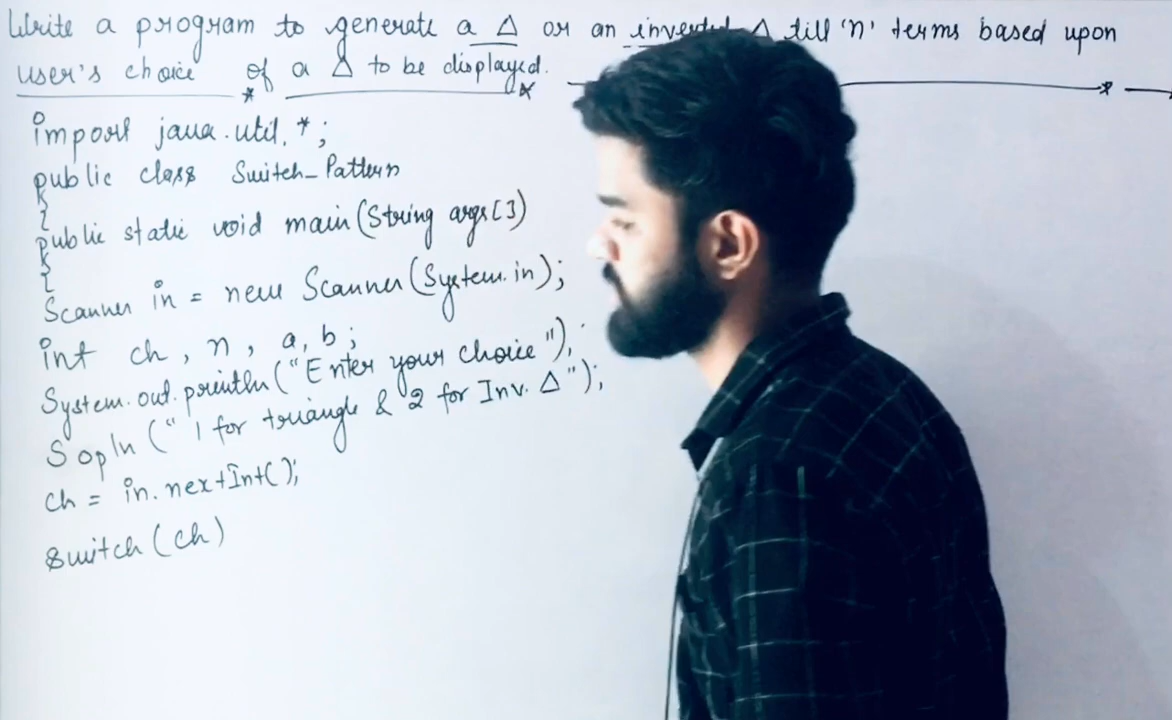 Write a program to generate a Δ or an inverted Δ till 'n' terms based upon
user's choice of a Δ to be displayed.
import java.util.*;
public class Switch_Pattern
{
public static void main(String args[])
{
Scanner in = new Scanner(System.in);
int ch, n, a, b;
System.out.println("Enter your choice");
Sopln("1 for triangle & 2 for Inv. Δ");
ch = in.nextInt();
switch(ch)